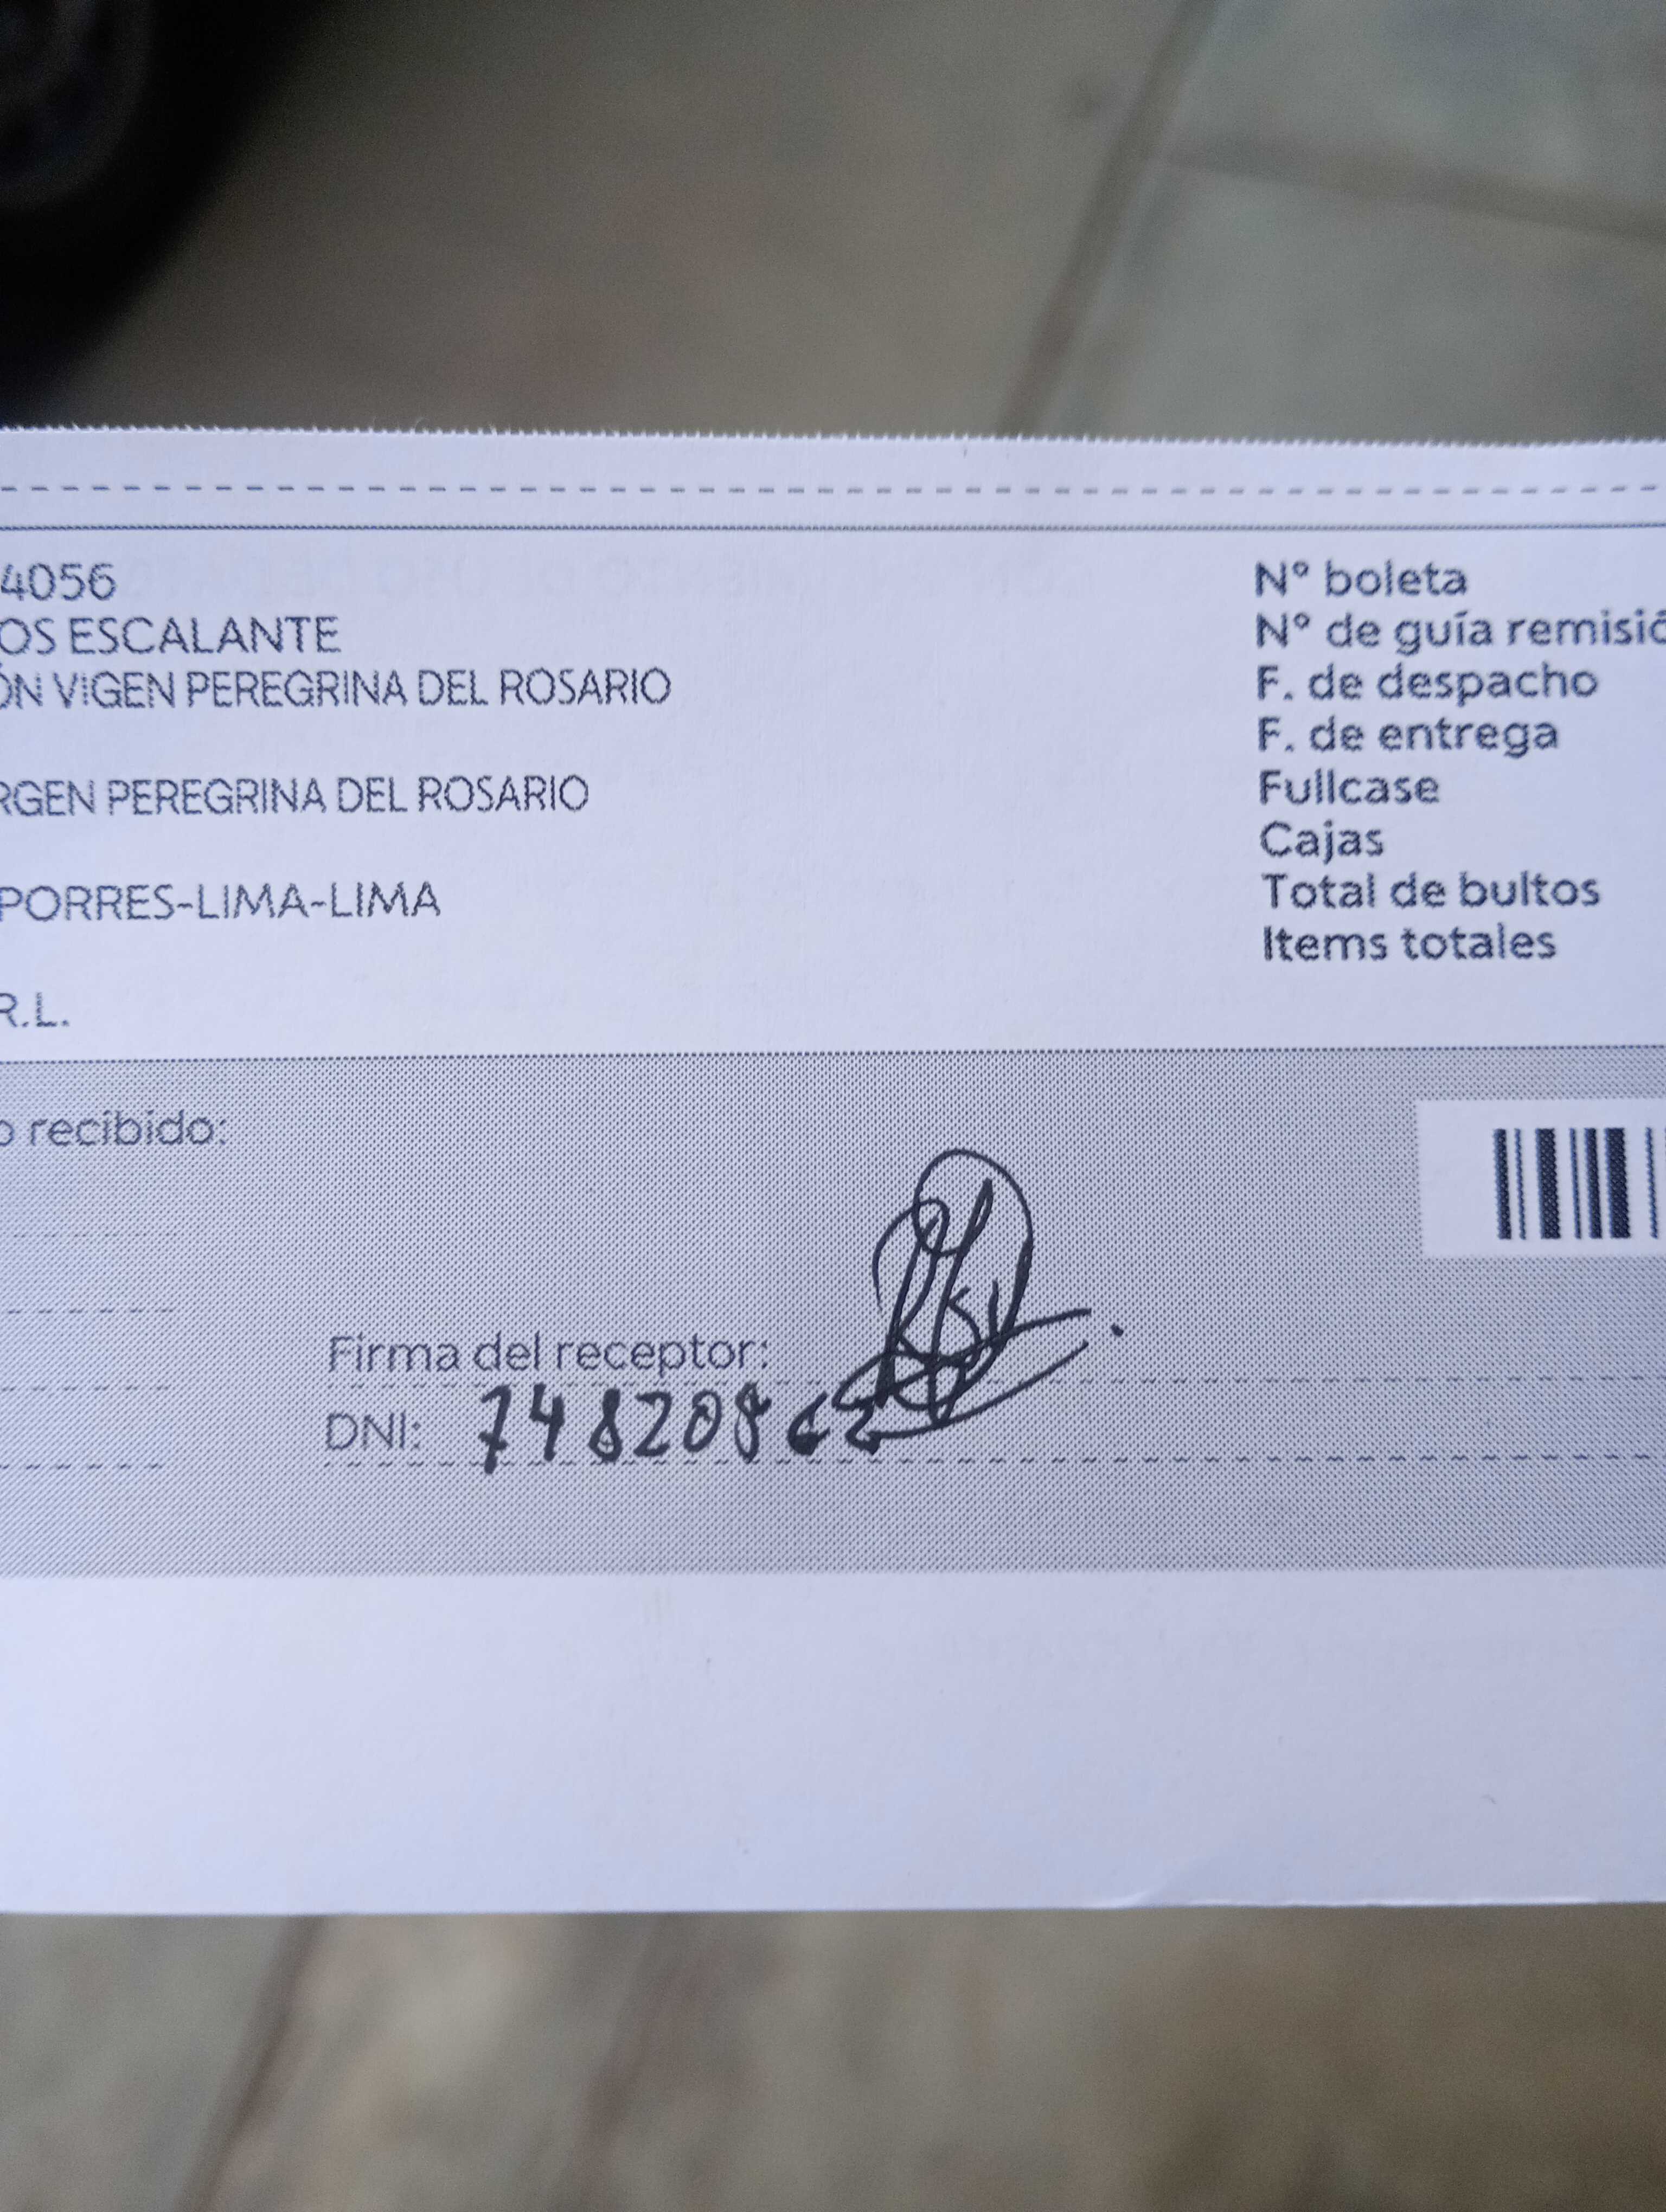 4056
OS ESCALANTE
ÓN VIGEN PEREGRINA DEL ROSARIO
RGEN PEREGRINA DEL ROSARIO
PORRES-LIMA-LIMA
R.L.
N° boleta
N° de guía remisió
F. de despacho
F. de entrega
Fullcase
Cajas
Total de bultos
Items totales
o recibido:
Firma del receptor:
DNI: 74820862